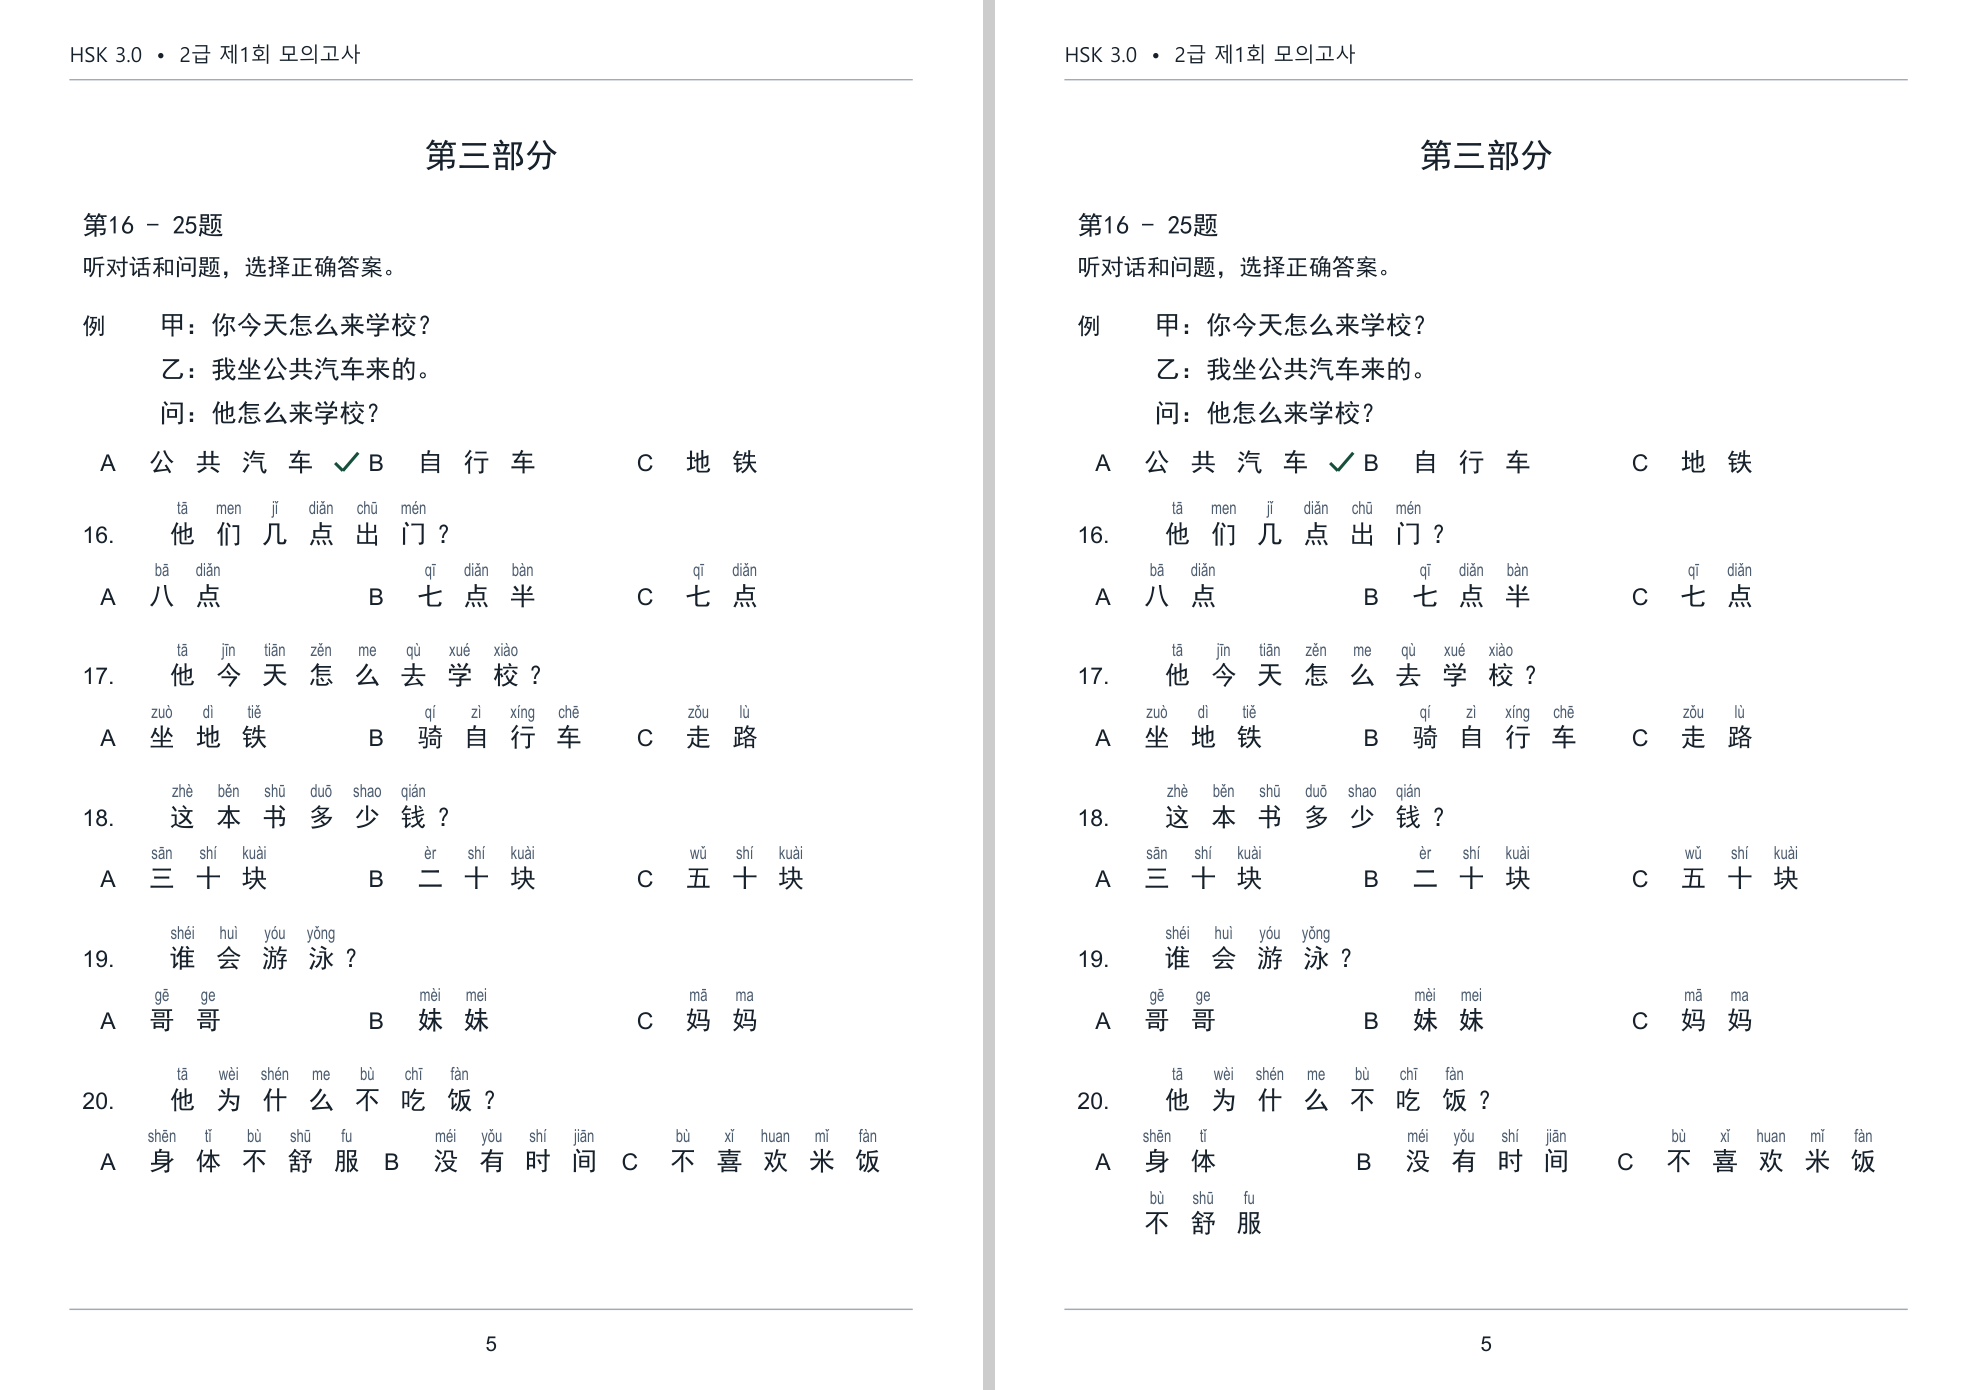 HSK 3.0 • 2급 제1회 모의고사
第三部分
第16 – 25题
听对话和问题，选择正确答案。
例 甲：你今天怎么来学校？
乙：我坐公共汽车来的。
问：他怎么来学校？
A 公共汽车 ✓ B 自行车 C 地铁
tā men jǐ diǎn chū mén
16. 他们几点出门？
bā diǎn qī diǎn bàn qī diǎn
A 八点 B 七点半 C 七点
tā jīn tiān zěn me qù xué xiào
17. 他今天怎么去学校？
zuò dì tiě qí zì xíng chē zǒu lù
A 坐地铁 B 骑自行车 C 走路
zhè běn shū duō shao qián
18. 这本书多少钱？
sān shí kuài èr shí kuài wǔ shí kuài
A 三十块 B 二十块 C 五十块
shéi huì yóu yǒng
19. 谁会游泳？
gē ge mèi mei mā ma
A 哥哥 B 妹妹 C 妈妈
tā wèi shén me bù chī fàn
20. 他为什么不吃饭？
shēn tǐ bù shū fu méi yǒu shí jiān bù xǐ huan mǐ fàn
A 身体不舒服 B 没有时间 C 不喜欢米饭
5
HSK 3.0 • 2급 제1회 모의고사
第三部分
第16 – 25题
听对话和问题，选择正确答案。
例 甲：你今天怎么来学校？
乙：我坐公共汽车来的。
问：他怎么来学校？
A 公共汽车 ✓ B 自行车 C 地铁
tā men jǐ diǎn chū mén
16. 他们几点出门？
bā diǎn qī diǎn bàn qī diǎn
A 八点 B 七点半 C 七点
tā jīn tiān zěn me qù xué xiào
17. 他今天怎么去学校？
zuò dì tiě qí zì xíng chē zǒu lù
A 坐地铁 B 骑自行车 C 走路
zhè běn shū duō shao qián
18. 这本书多少钱？
sān shí kuài èr shí kuài wǔ shí kuài
A 三十块 B 二十块 C 五十块
shéi huì yóu yǒng
19. 谁会游泳？
gē ge mèi mei mā ma
A 哥哥 B 妹妹 C 妈妈
tā wèi shén me bù chī fàn
20. 他为什么不吃饭？
shēn tǐ méi yǒu shí jiān bù xǐ huan mǐ fàn
A 身体 B 没有时间 C 不喜欢米饭
bù shū fu
不舒服
5